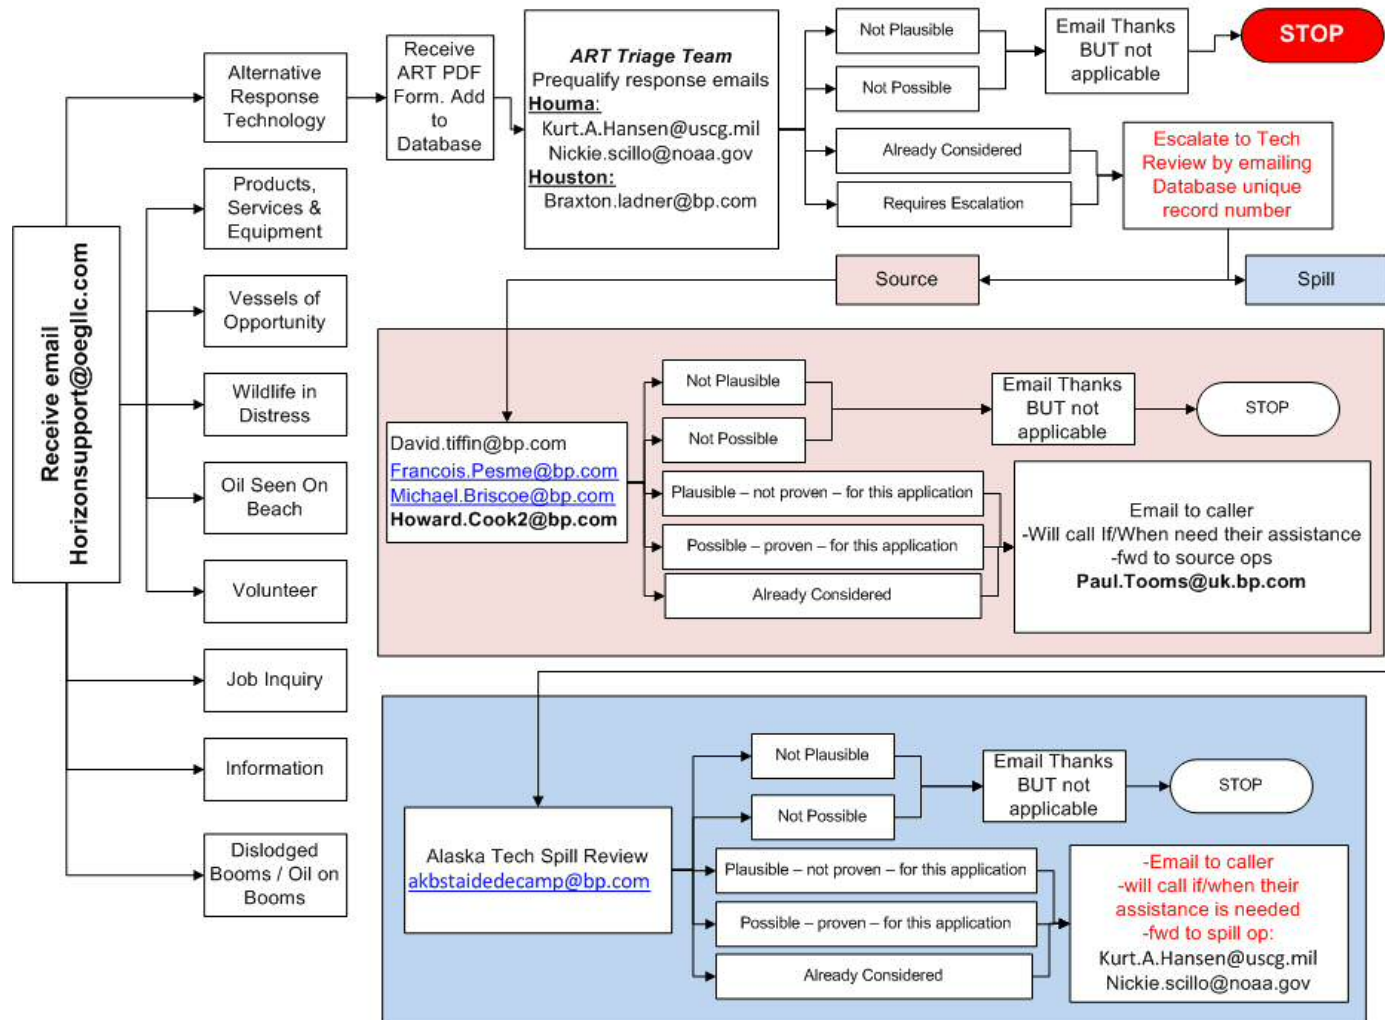 Receive email
Horizonsupport@oegllc.com
Alternative
Response
Technology
Products,
Services &
Equipment
Vessels of
Opportunity
Wildlife in
Distress
Oil Seen On
Beach
Volunteer
Job Inquiry
Information
Dislodged
Booms / Oil on
Booms
Receive
ART PDF
Form. Add
to
Database
ART Triage Team
Prequalify response emails
Houma:
Kurt.A.Hansen@uscg.mil
Nickie.scillo@noaa.gov
Houston:
Braxton.ladner@bp.com
Not Plausible
Not Possible
Already Considered
Requires Escalation
Email Thanks
BUT not
applicable
STOP
Escalate to Tech
Review by emailing
Database unique
record number
Source
Spill
David.tiffin@bp.com
Francois.Pesme@bp.com
Michael.Briscoe@bp.com
Howard.Cook2@bp.com
Not Plausible
Not Possible
Plausible – not proven – for this application
Possible – proven – for this application
Already Considered
Email Thanks
BUT not
applicable
STOP
Email to caller
-Will call If/When need their assistance
-fwd to source ops
Paul.Tooms@uk.bp.com
Alaska Tech Spill Review
akbstaidedecamp@bp.com
Not Plausible
Not Possible
Plausible – not proven – for this application
Possible – proven – for this application
Already Considered
Email Thanks
BUT not
applicable
STOP
-Email to caller
-will call if/when their
assistance is needed
-fwd to spill op:
Kurt.A.Hansen@uscg.mil
Nickie.scillo@noaa.gov